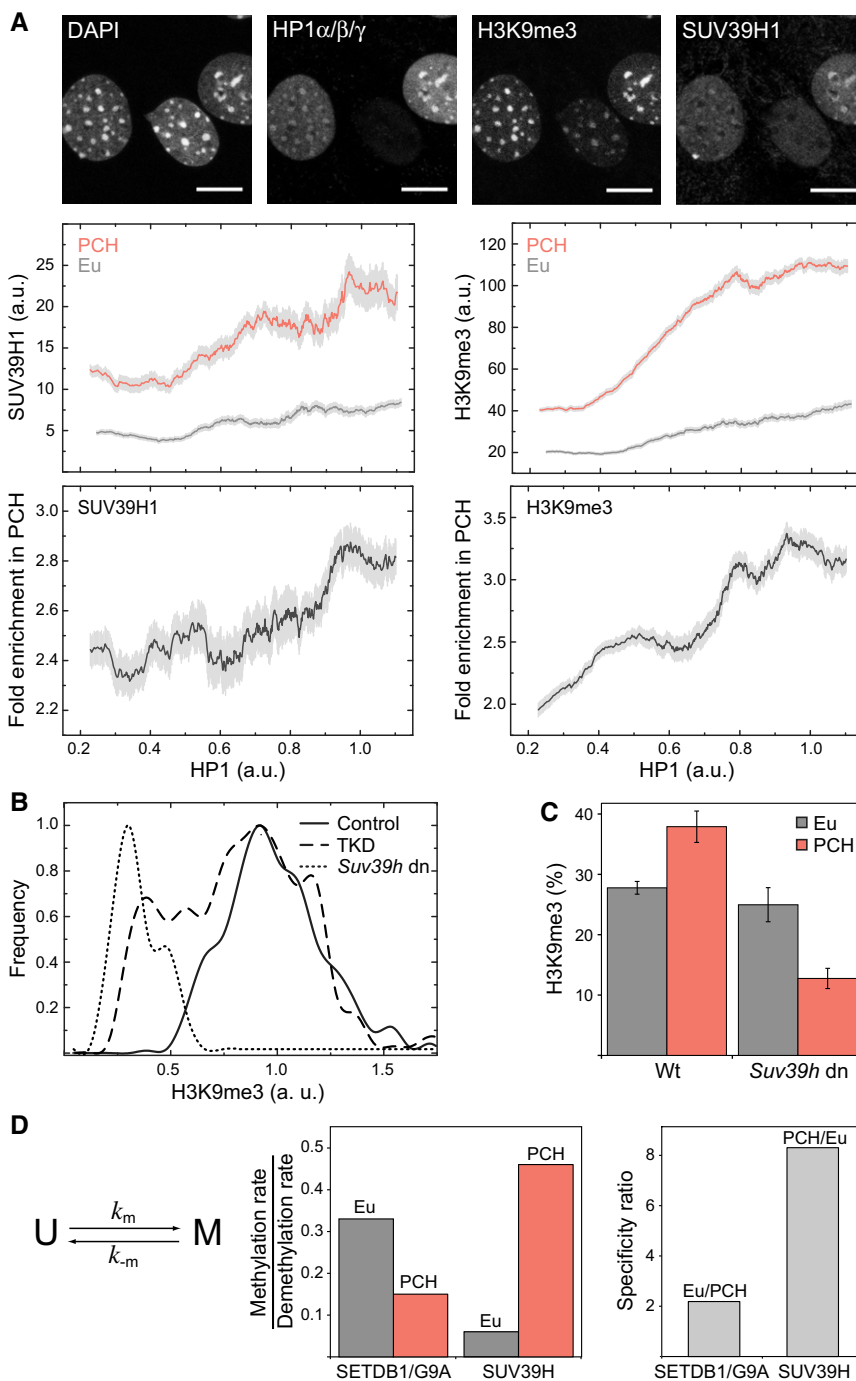 A
DAPI
HP1α/β/γ
H3K9me3
SUV39H1
PCH
Eu
SUV39H1 (a.u.)
25
20
15
10
5
PCH
Eu
H3K9me3 (a.u.)
120
100
80
60
40
20
SUV39H1
Fold enrichment in PCH
3.0
2.8
2.6
2.4
2.2
0.2 0.4 0.6 0.8 1.0
HP1 (a.u.)
H3K9me3
Fold enrichment in PCH
3.5
3.0
2.5
2.0
0.2 0.4 0.6 0.8 1.0
HP1 (a.u.)
B
Frequency
1.0
0.8
0.6
0.4
0.2
Control
TKD
Suv39h dn
0.5 1.0 1.5
H3K9me3 (a. u.)
C
H3K9me3 (%)
40
30
20
10
Eu
PCH
Wt Suv39h dn
D
U
km
k-m
M
Methylation rate
Demethylation rate
0.5
0.4
0.3
0.2
0.1
Eu
PCH
Eu
PCH
SETDB1/G9A SUV39H
Specificity ratio
8
6
4
2
Eu/PCH
PCH/Eu
SETDB1/G9A SUV39H